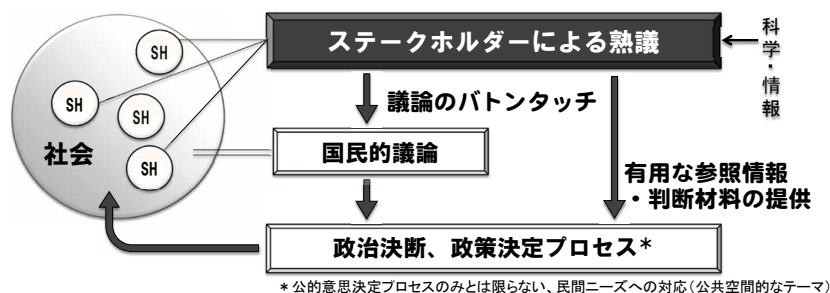 ステークホルダーによる熟議
科学・情報
SH
SH
SH
SH
社会
議論のバトンタッチ
国民的議論
有用な参照情報
・判断材料の提供
政治決断、政策決定プロセス*
*公的意思決定プロセスのみとは限らない、民間ニーズへの対応(公共空間的なテーマ)